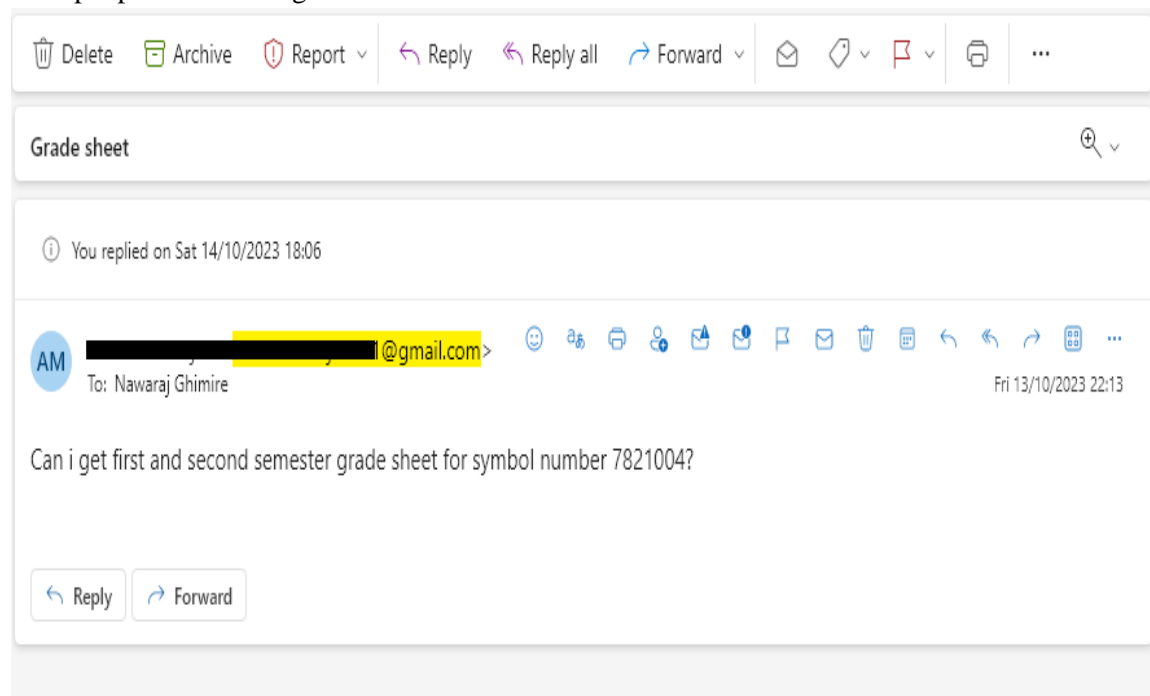 Delete Archive Report Reply Reply all Forward
Grade sheet
You replied on Sat 14/10/2023 18:06
AM 1@gmail.com>
To: Nawaraj Ghimire
Fri 13/10/2023 22:13
Can i get first and second semester grade sheet for symbol number 7821004?
Reply Forward